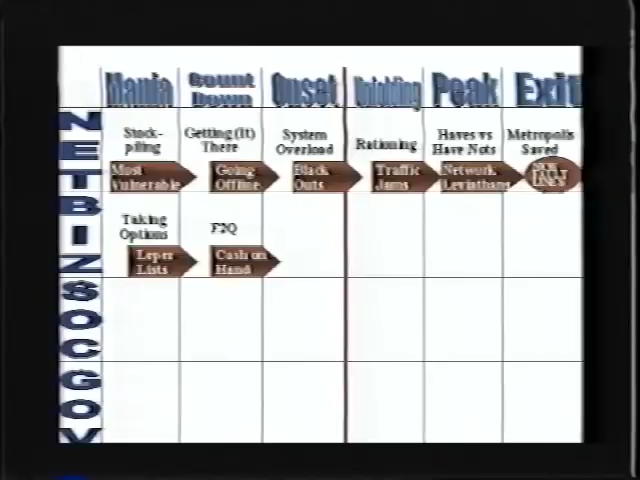 Mania Count Down Onset Unfolding Peak Exit
NET
Stock-piling Getting (It) There System Overload Rationing Haves vs Have Nots Metropolis Saved
Most Vulnerable Going Offline Black Outs Traffic Jams Network Leviathans
BIZ
Taking Options F2Q
Leper Lists Cash on Hand
SOC
GOV